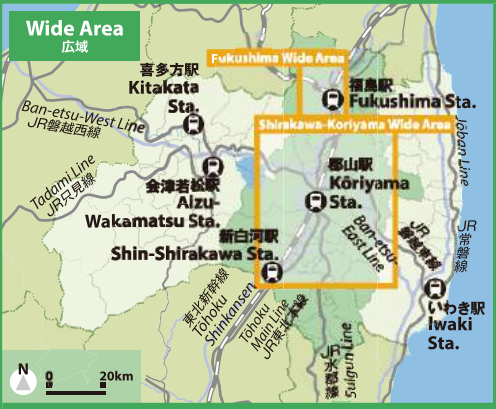 Wide Area
広域
Fukushima Wide Area
喜多方駅
Kitakata
Sta.
福島駅
Fukushima Sta.
Ban-etsu-West Line
JR磐越西線
Shirakawa-Kōriyama Wide Area
Jōban Line
JR常磐線
Tadami Line
JR只見線
会津若松駅
Aizu-
Wakamatsu Sta.
郡山駅
Kōriyama
Sta.
新白河駅
Shin-Shirakawa Sta.
Ban-etsu-
East Line
JR磐越東線
東北新幹線
Tōhoku
Shinkansen
Tōhoku
Main Line
JR東北本線
いわき駅
Iwaki
Sta.
JR水郡線
Suigun Line
N
0
20km